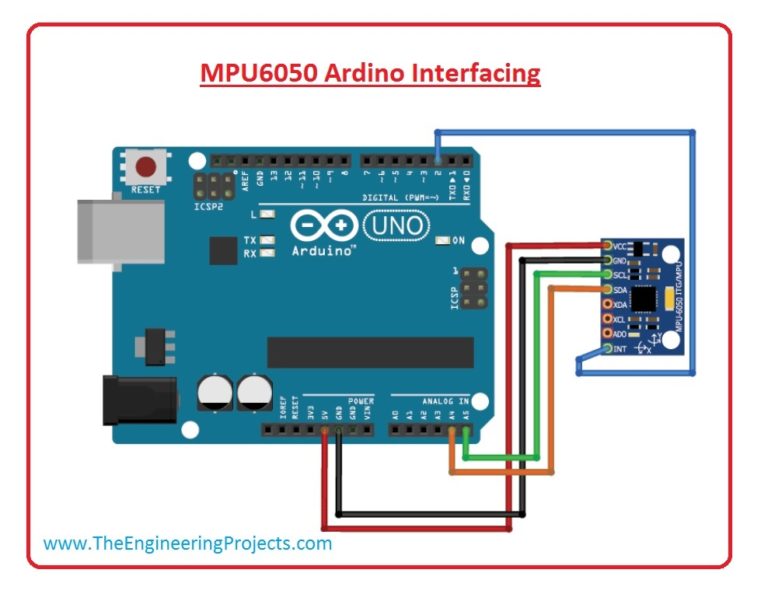 MPU6050 Ardino Interfacing
RESET
ICSP2
AREF
GND
13
12
~11
~10
~9
8
7
~6
~5
4
~3
2
TX0▶1
RX0◀0
DIGITAL (PWM=~)
L
TX
RX
Arduino™
UNO
ON
1
ICSP
VCC
GND
SCL
SDA
XDA
XCL
ADO
INT
MPU-6050 ITG/MPU
X
Y
POWER
ANALOG IN
IOREF
RESET
3V3
5V
GND
GND
VIN
A0
A1
A2
A3
A4
A5
www.TheEngineeringProjects.com